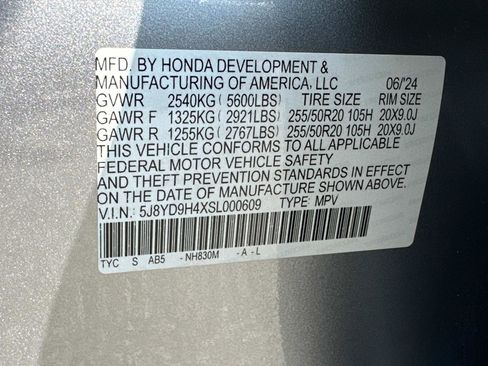 MFD. BY HONDA DEVELOPMENT &
MANUFACTURING OF AMERICA, LLC 06/'24
GVWR 2540KG ( 5600LBS) TIRE SIZE RIM SIZE
GAWR F 1325KG ( 2921LBS) 255/50R20 105H 20X9.0J
GAWR R 1255KG ( 2767LBS) 255/50R20 105H 20X9.0J
THIS VEHICLE CONFORMS TO ALL APPLICABLE
FEDERAL MOTOR VEHICLE SAFETY
AND THEFT PREVENTION STANDARDS IN EFFECT
ON THE DATE OF MANUFACTURE SHOWN ABOVE.
V.I.N: 5J8YD9H4XSL000609 TYPE: MPV
TYC S AB5 - NH830M - A - L